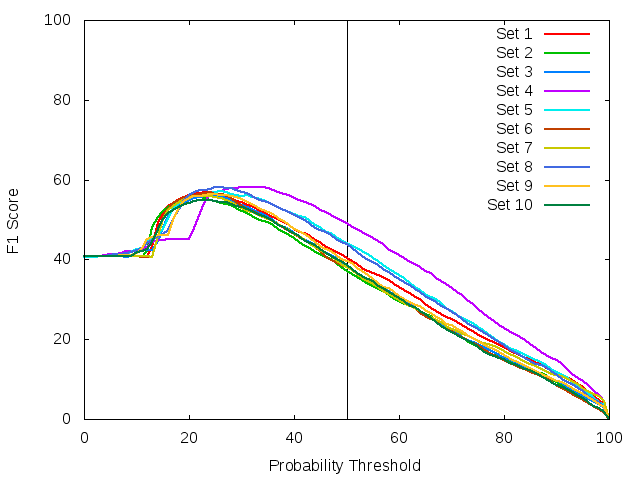 100
80
60
40
20
0
F1 Score
Set 1
Set 2
Set 3
Set 4
Set 5
Set 6
Set 7
Set 8
Set 9
Set 10
0 20 40 60 80 100
Probability Threshold